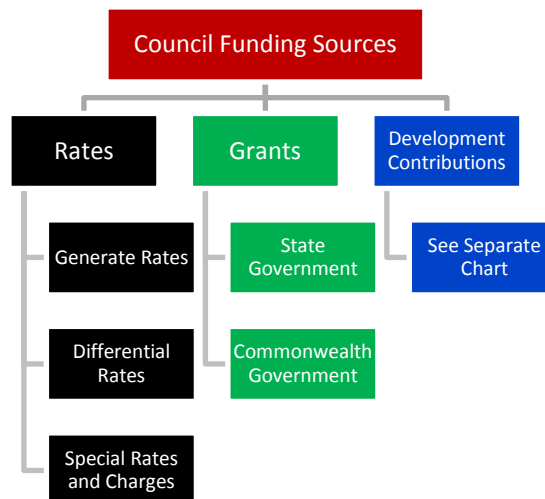 Council Funding Sources
Rates
Grants
Development
Contributions
Generate Rates
State
Government
See Separate
Chart
Differential
Rates
Commonwealth
Government
Special Rates
and Charges